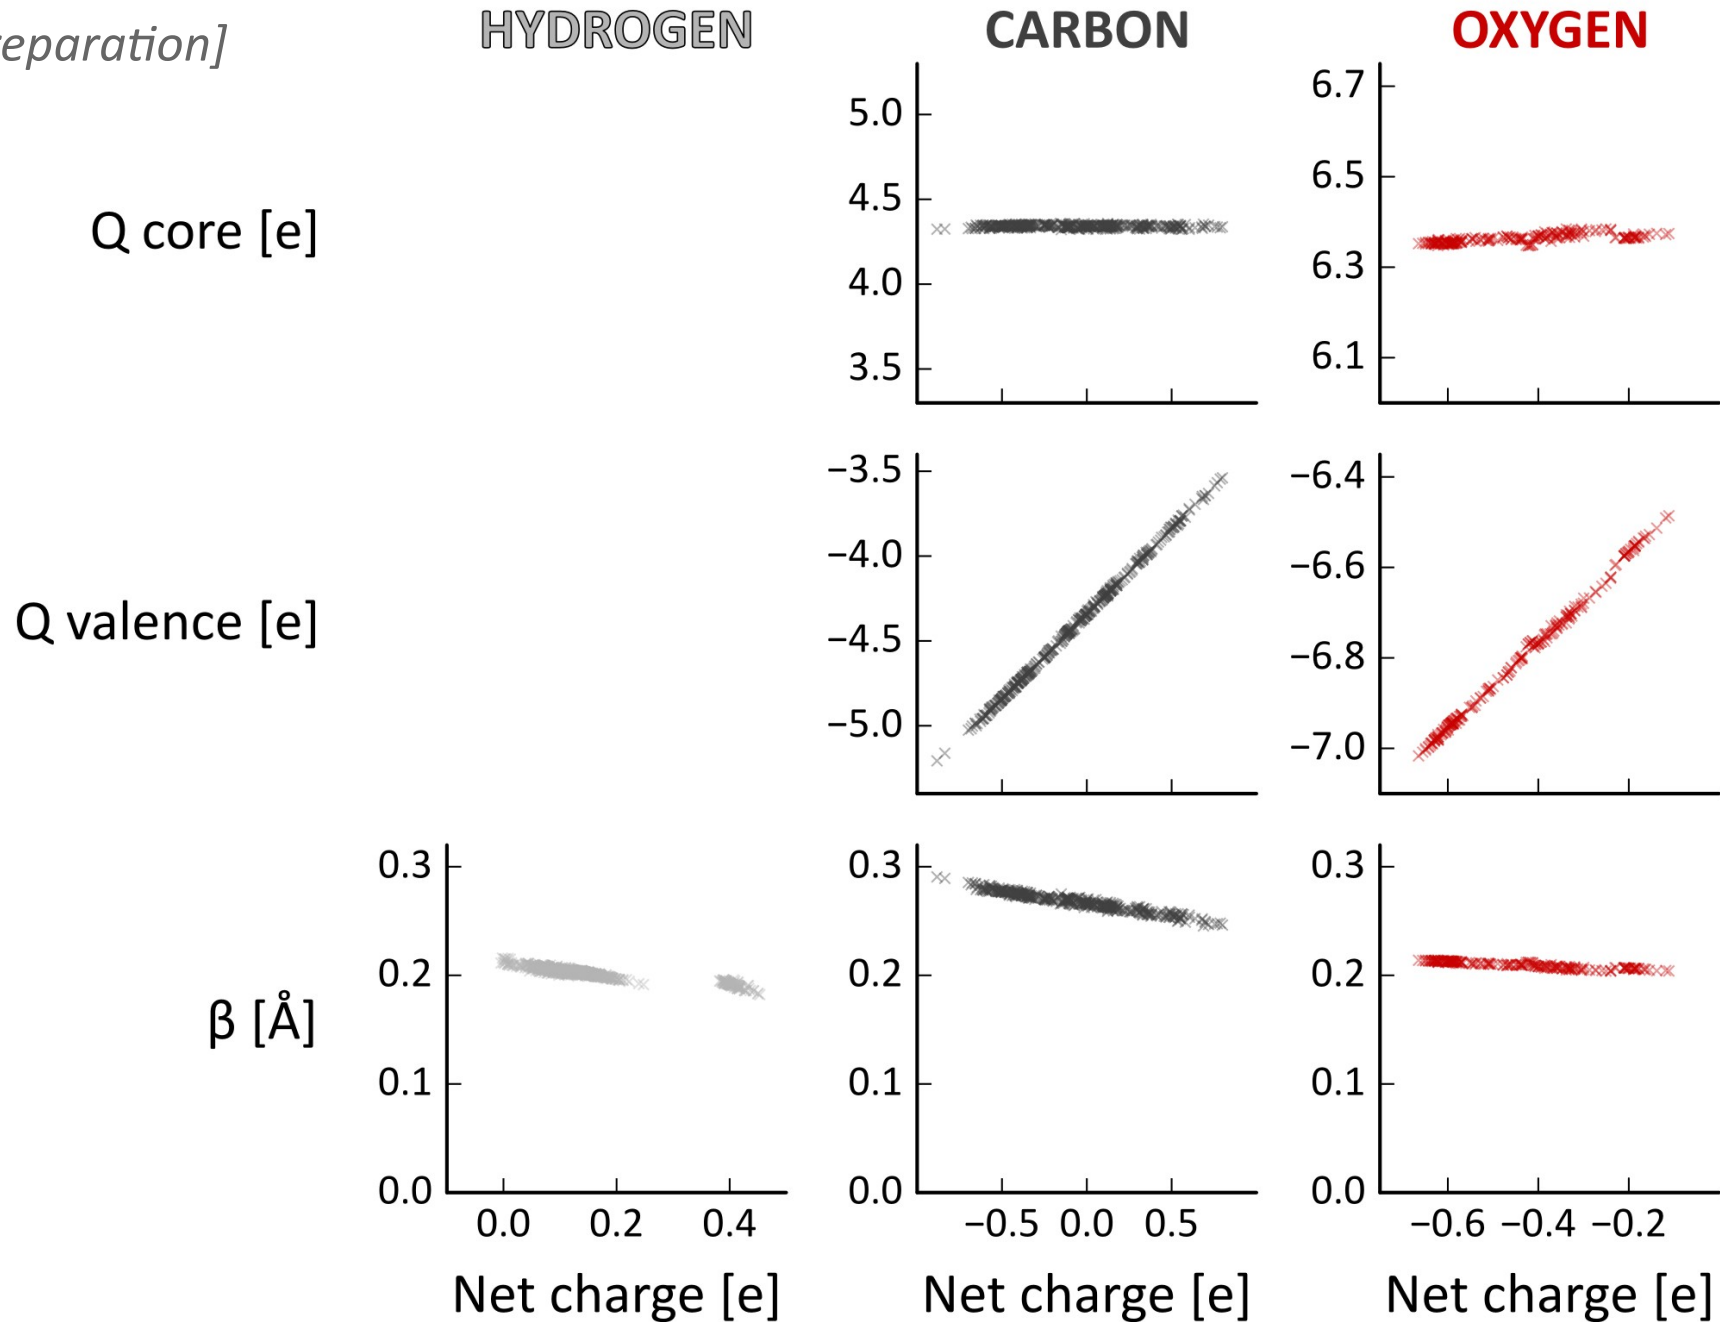 reparation]
HYDROGEN CARBON OXYGEN
Q core [e]
5.0
4.5
4.0
3.5
6.7
6.5
6.3
6.1
Q valence [e]
−3.5
−4.0
−4.5
−5.0
−6.4
−6.6
−6.8
−7.0
β [Å]
0.3
0.2
0.1
0.0
0.0 0.2 0.4
Net charge [e]
0.3
0.2
0.1
0.0
−0.5 0.0 0.5
Net charge [e]
0.3
0.2
0.1
0.0
−0.6 −0.4 −0.2
Net charge [e]